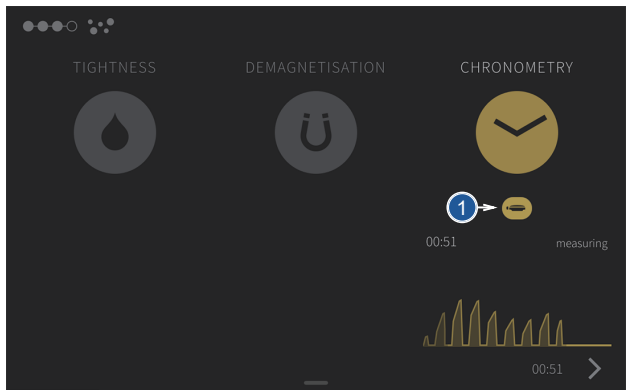 TIGHTNESS
DEMAGNETISATION
CHRONOMETRY
1
00:51
measuring
00:51